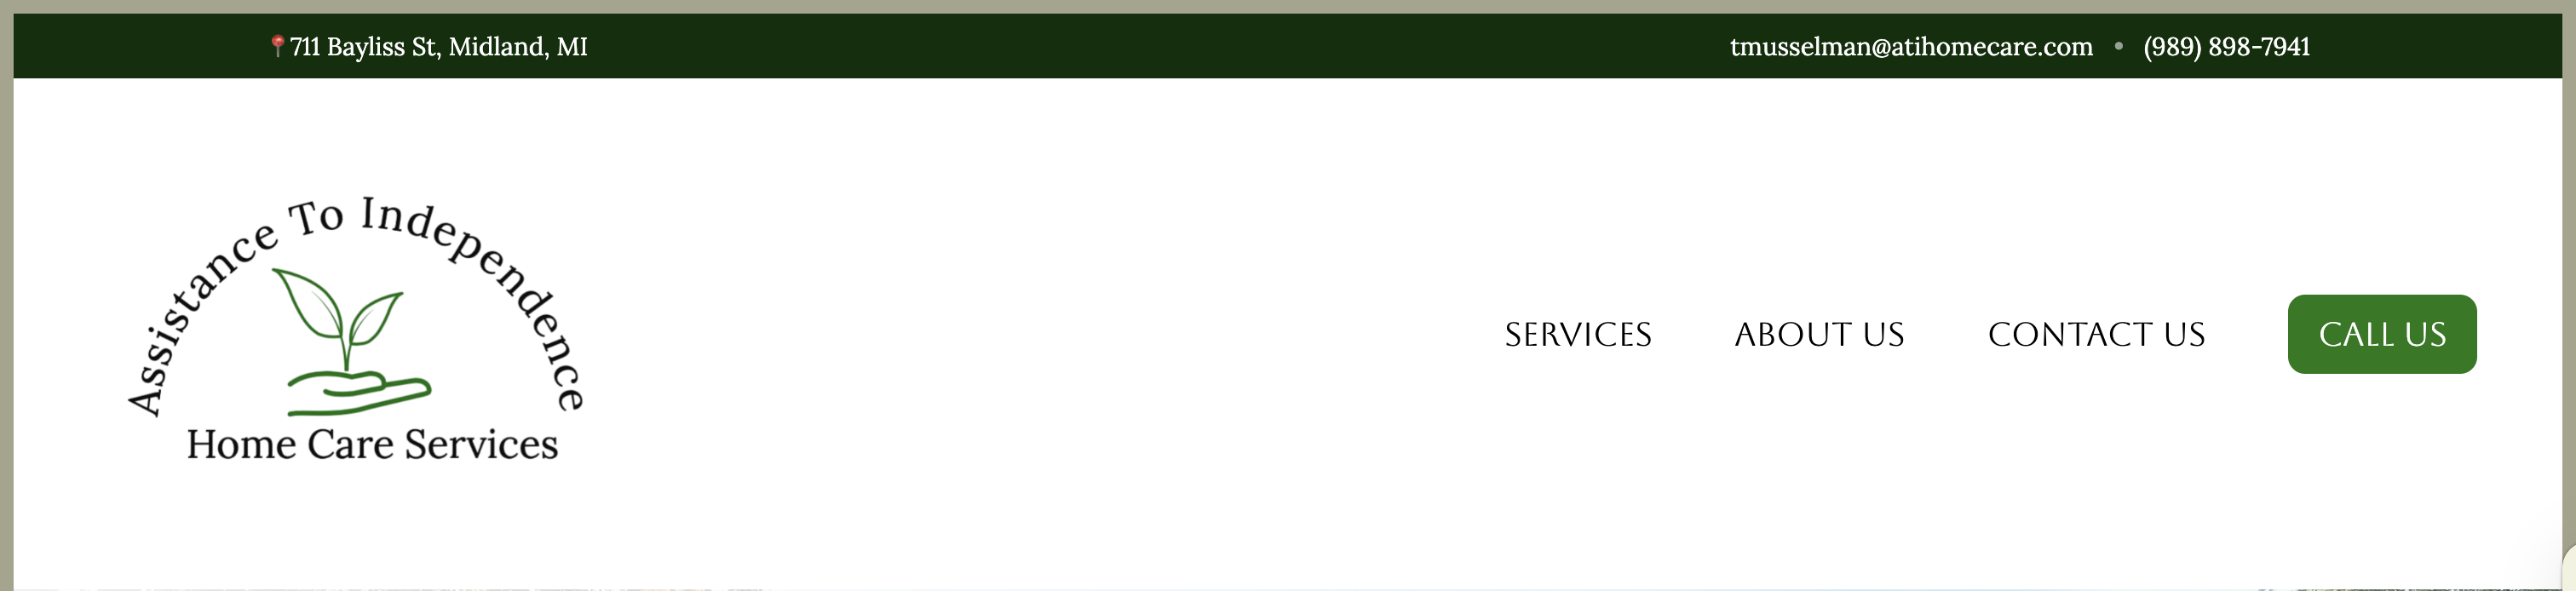 📍711 Bayliss St, Midland, MI
tmusselman@atihomecare.com • (989) 898-7941
Assistance To Independence
Home Care Services
SERVICES
ABOUT US
CONTACT US
CALL US